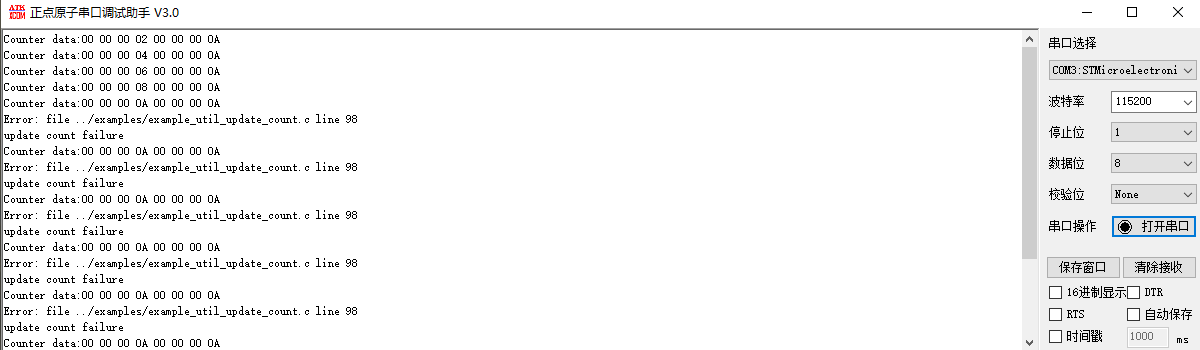 ATK
XCOM
正点原子串口调试助手 V3.0
Counter data:00 00 00 02 00 00 00 0A
Counter data:00 00 00 04 00 00 00 0A
Counter data:00 00 00 06 00 00 00 0A
Counter data:00 00 00 08 00 00 00 0A
Counter data:00 00 00 0A 00 00 00 0A
Error: file ../examples/example_util_update_count.c line 98
update count failure
Counter data:00 00 00 0A 00 00 00 0A
Error: file ../examples/example_util_update_count.c line 98
update count failure
Counter data:00 00 00 0A 00 00 00 0A
Error: file ../examples/example_util_update_count.c line 98
update count failure
Counter data:00 00 00 0A 00 00 00 0A
Error: file ../examples/example_util_update_count.c line 98
update count failure
Counter data:00 00 00 0A 00 00 00 0A
Error: file ../examples/example_util_update_count.c line 98
update count failure
Counter data:00 00 00 0A 00 00 00 0A
串口选择
COM3:STMicroelectroni
波特率 115200
停止位 1
数据位 8
校验位 None
串口操作 打开串口
保存窗口 清除接收
16进制显示 DTR
RTS 自动保存
时间戳 1000 ms